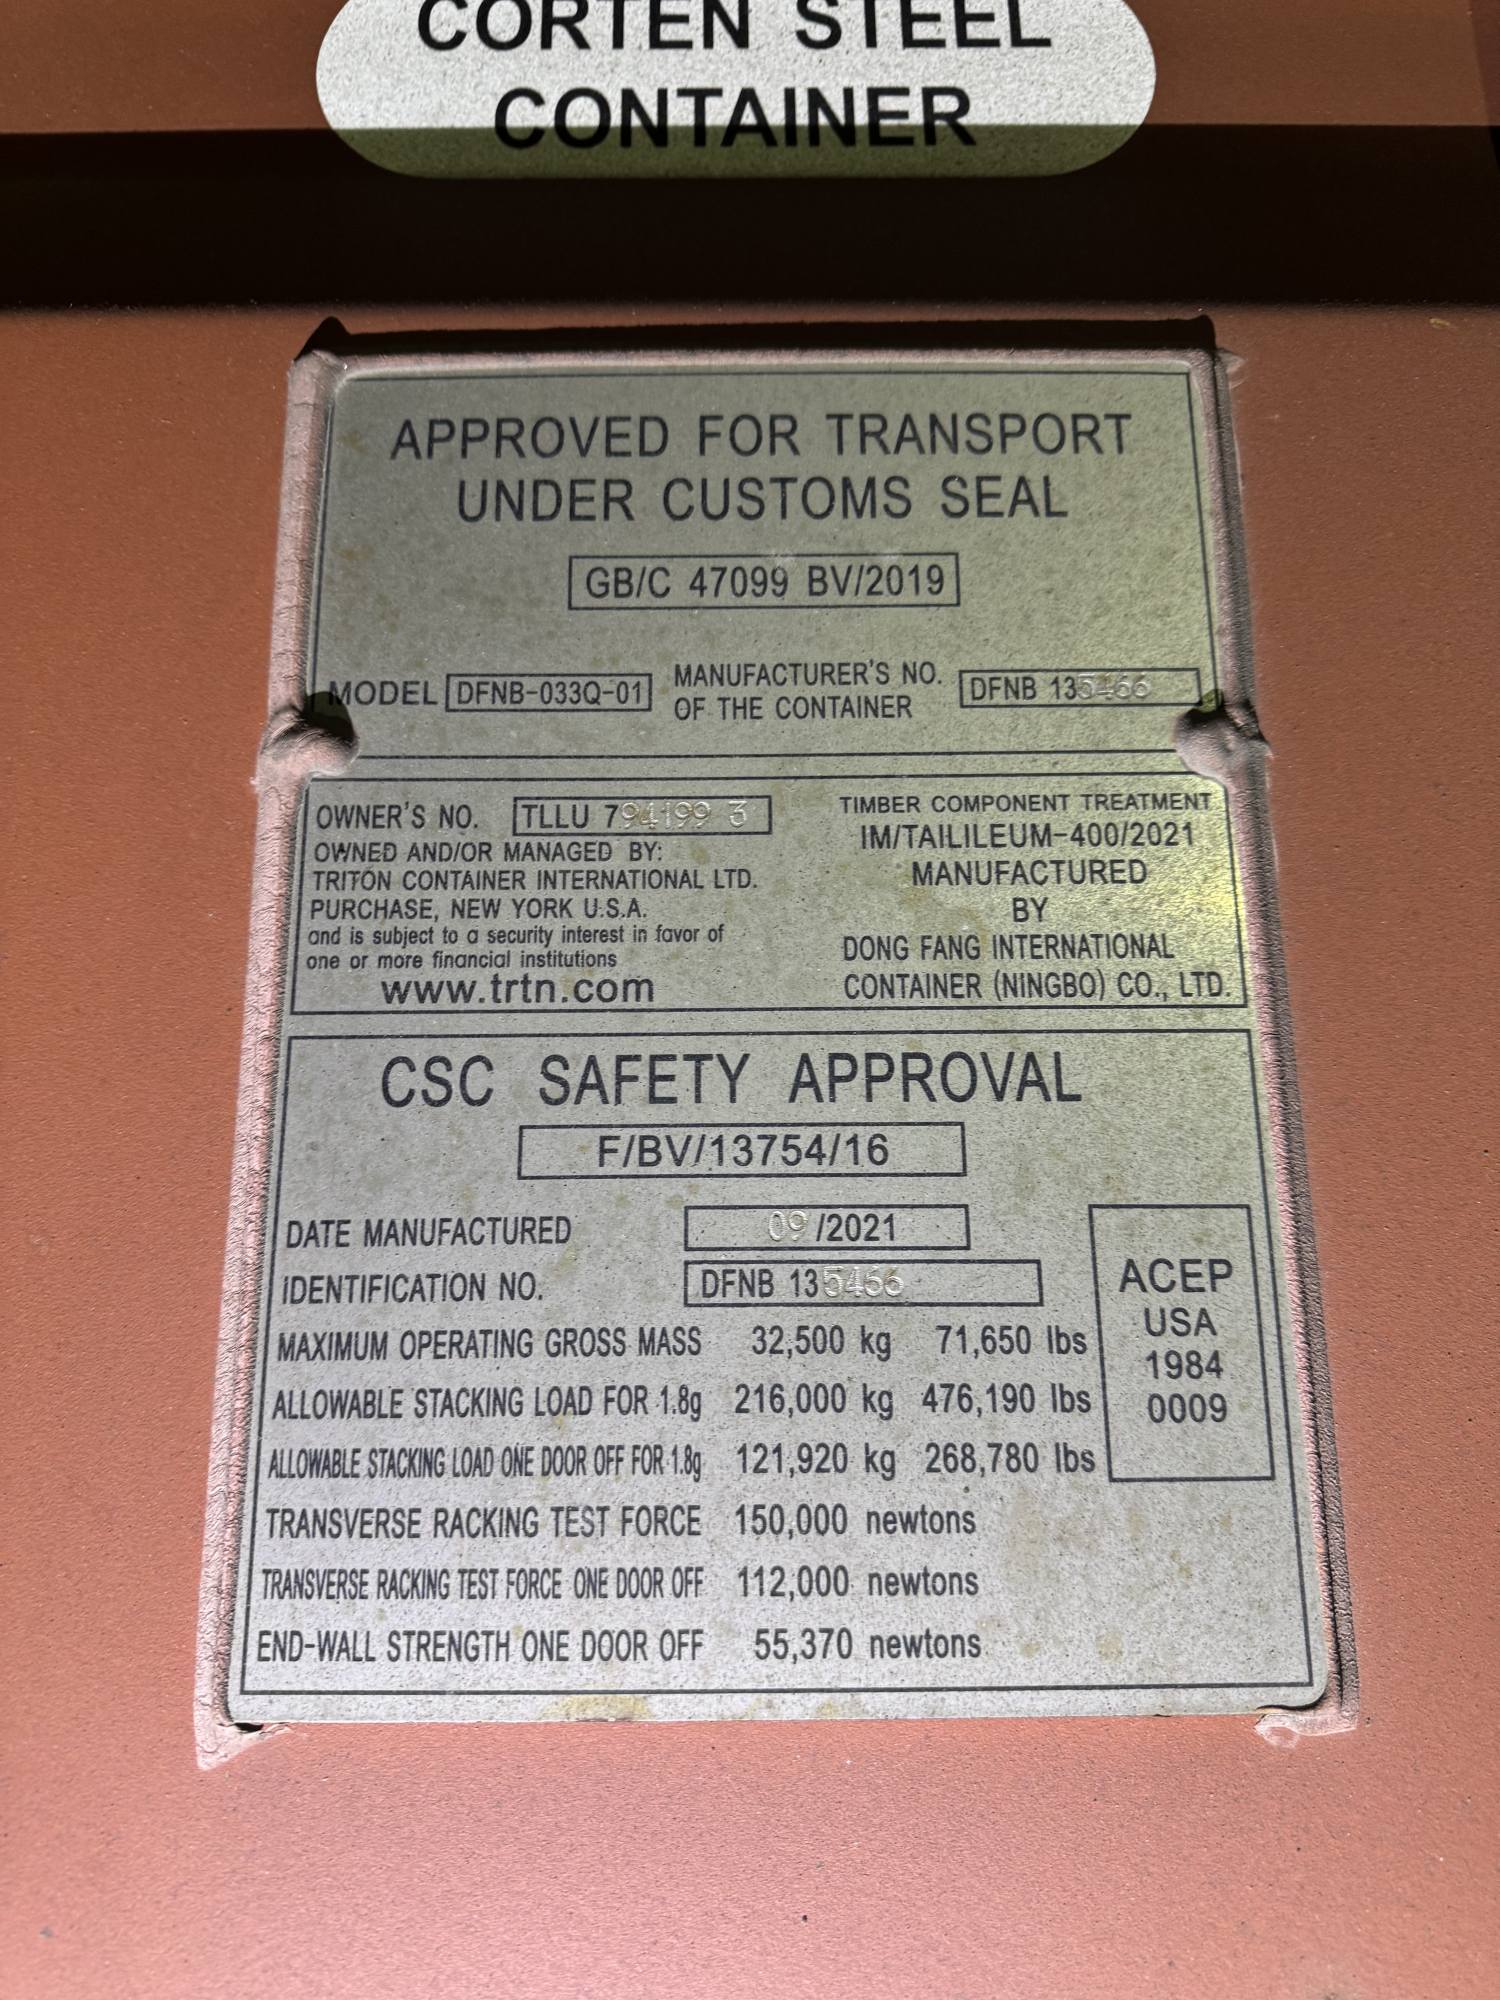 CORTEN STEEL
CONTAINER
APPROVED FOR TRANSPORT
UNDER CUSTOMS SEAL
GB/C 47099 BV/2019
MODEL DFNB-033Q-01 MANUFACTURER'S NO. OF THE CONTAINER DFNB 135466
OWNER'S NO. TLLU 794199 3
OWNED AND/OR MANAGED BY:
TRITON CONTAINER INTERNATIONAL LTD.
PURCHASE, NEW YORK U.S.A.
and is subject to a security interest in favor of
one or more financial institutions
www.trtn.com
TIMBER COMPONENT TREATMENT
IM/TAILILEUM-400/2021
MANUFACTURED
BY
DONG FANG INTERNATIONAL
CONTAINER (NINGBO) CO., LTD.
CSC SAFETY APPROVAL
F/BV/13754/16
DATE MANUFACTURED 09/2021
IDENTIFICATION NO. DFNB 135466
MAXIMUM OPERATING GROSS MASS 32,500 kg 71,650 lbs
ALLOWABLE STACKING LOAD FOR 1.8g 216,000 kg 476,190 lbs
ALLOWABLE STACKING LOAD ONE DOOR OFF FOR 1.8g 121,920 kg 268,780 lbs
TRANSVERSE RACKING TEST FORCE 150,000 newtons
TRANSVERSE RACKING TEST FORCE ONE DOOR OFF 112,000 newtons
END-WALL STRENGTH ONE DOOR OFF 55,370 newtons
ACEP
USA
1984
0009